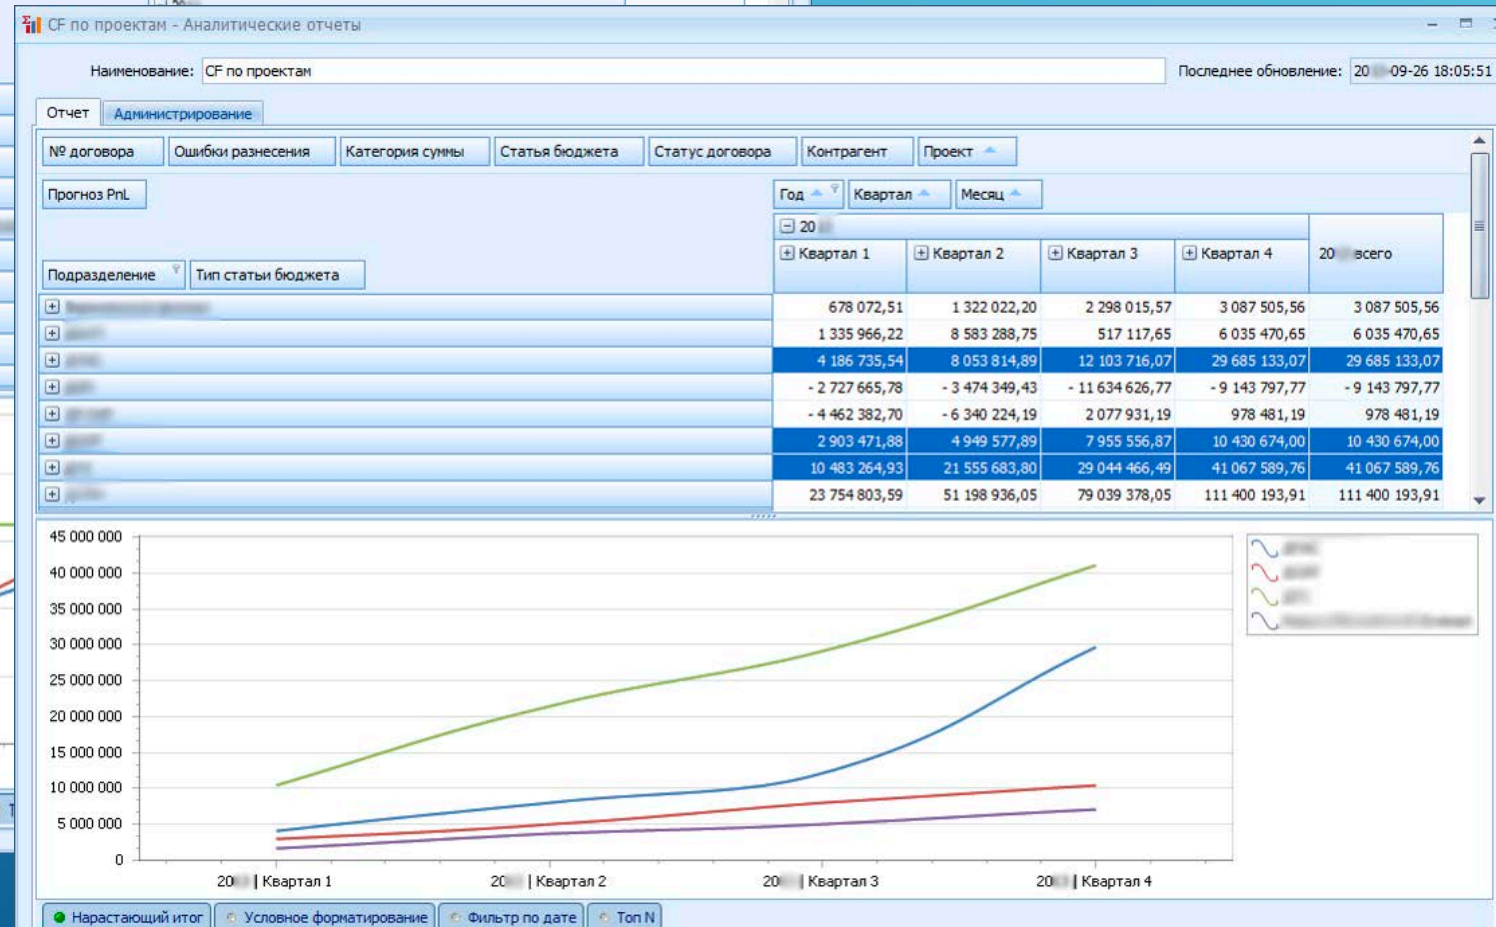 CF по проектам - Аналитические отчеты
Наименование: CF по проектам Последнее обновление: 20 -09-26 18:05:51
Отчет Администрирование
№ договора Ошибки разнесения Категория суммы Статья бюджета Статус договора Контрагент Проект
Прогноз PnL Год Квартал Месяц
20
Квартал 1 Квартал 2 Квартал 3 Квартал 4 20 всего
Подразделение Тип статьи бюджета
678 072,51 1 322 022,20 2 298 015,57 3 087 505,56 3 087 505,56
1 335 966,22 8 583 288,75 517 117,65 6 035 470,65 6 035 470,65
4 186 735,54 8 053 814,89 12 103 716,07 29 685 133,07 29 685 133,07
- 2 727 665,78 - 3 474 349,43 - 11 634 626,77 - 9 143 797,77 - 9 143 797,77
- 4 462 382,70 - 6 340 224,19 2 077 931,19 978 481,19 978 481,19
2 903 471,88 4 949 577,89 7 955 556,87 10 430 674,00 10 430 674,00
10 483 264,93 21 555 683,80 29 044 466,49 41 067 589,76 41 067 589,76
23 754 803,59 51 198 936,05 79 039 378,05 111 400 193,91 111 400 193,91
45 000 000
40 000 000
35 000 000
30 000 000
25 000 000
20 000 000
15 000 000
10 000 000
5 000 000
0
20 | Квартал 1 20 | Квартал 2 20 | Квартал 3 20 | Квартал 4
Нарастающий итог Условное форматирование Фильтр по дате Топ N